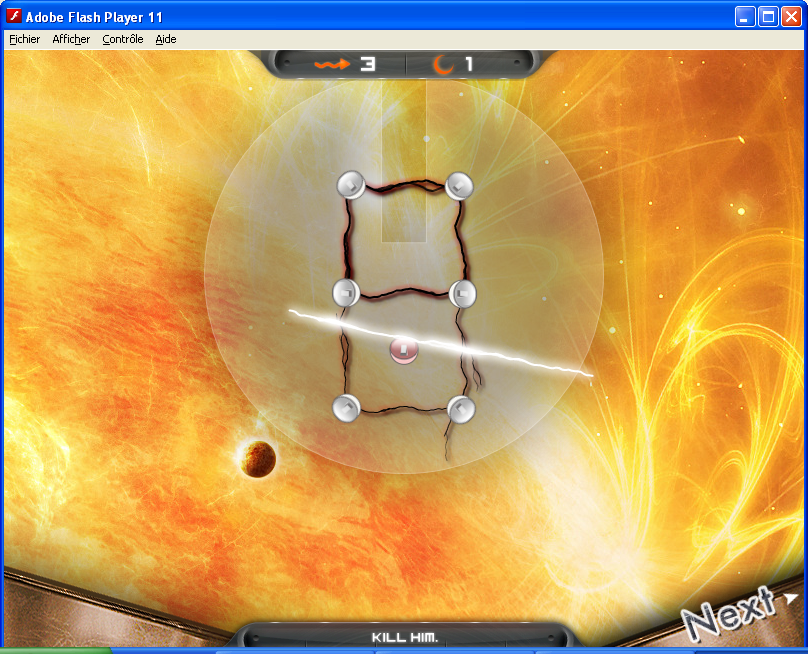 Adobe Flash Player 11
Fichier Afficher Contrôle Aide
3 1
KILL HIM.
Next